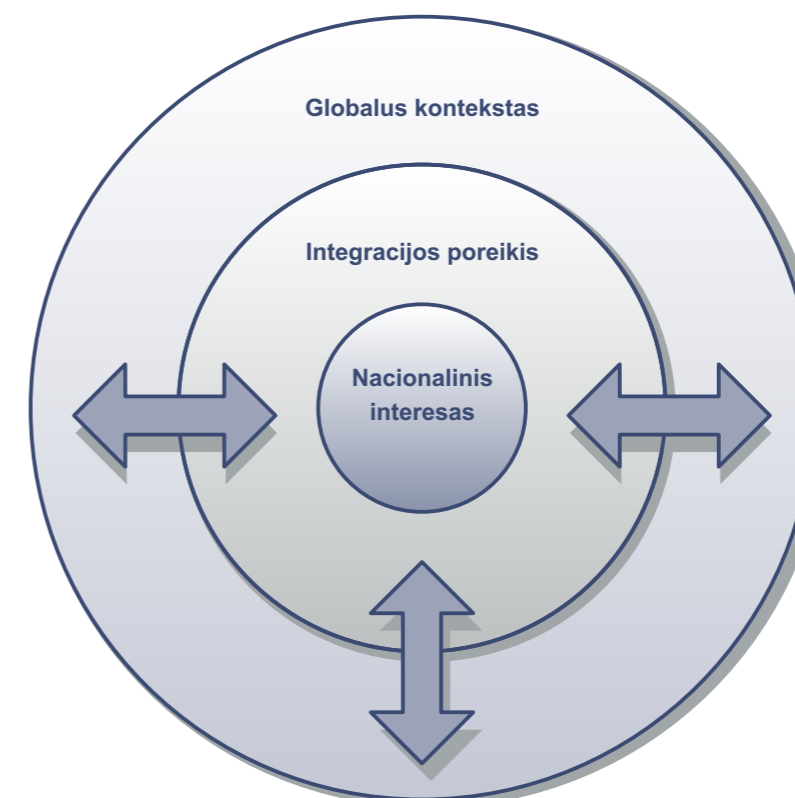 Globalus kontekstas
Integracijos poreikis
Nacionalinis
interesas